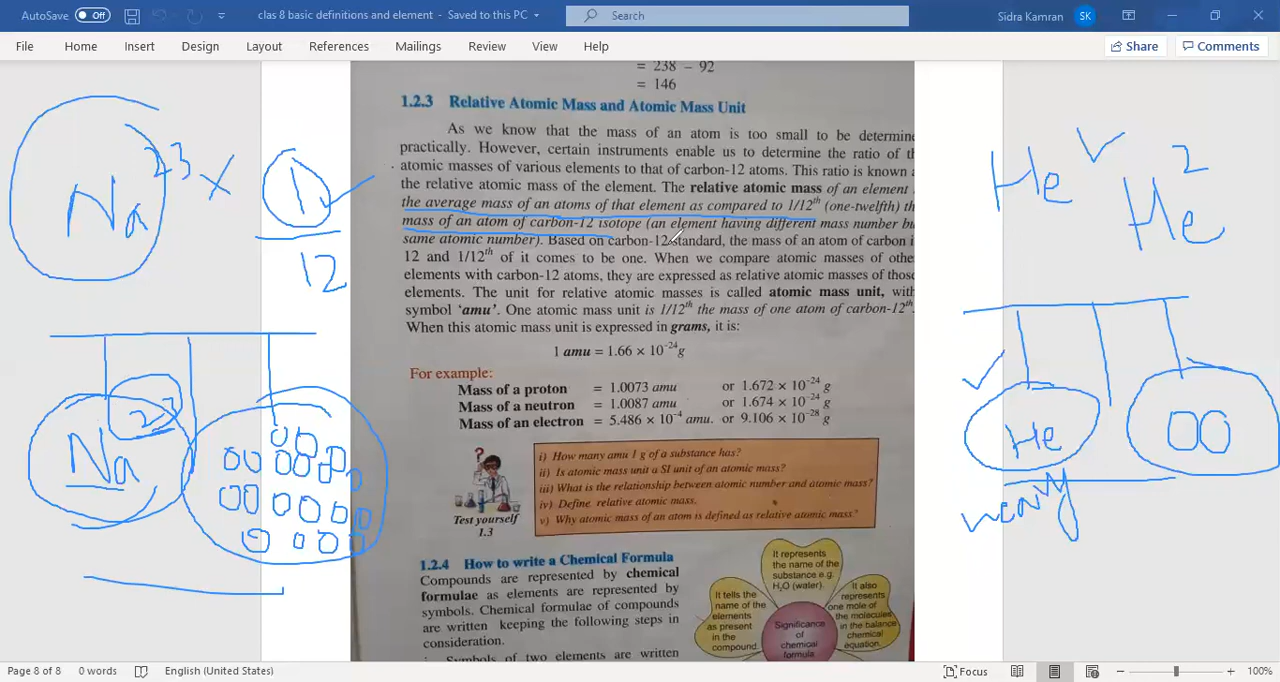 AutoSave Off clas 8 basic definitions and element - Saved to this PC Search Sidra Kamran SK
File Home Insert Design Layout References Mailings Review View Help Share Comments
= 238 − 92
= 146
1.2.3 Relative Atomic Mass and Atomic Mass Unit
As we know that the mass of an atom is too small to be determine
practically. However, certain instruments enable us to determine the ratio of th
atomic masses of various elements to that of carbon-12 atoms. This ratio is known a
the relative atomic mass of the element. The relative atomic mass of an element
the average mass of an atoms of that element as compared to 1/12th (one-twelfth) th
mass of an atom of carbon-12 isotope (an element having different mass number bu
same atomic number). Based on carbon-12 standard, the mass of an atom of carbon i
12 and 1/12th of it comes to be one. When we compare atomic masses of othe
elements with carbon-12 atoms, they are expressed as relative atomic masses of those
elements. The unit for relative atomic masses is called atomic mass unit, with
symbol ‘amu’. One atomic mass unit is 1/12th the mass of one atom of carbon-12th.
When this atomic mass unit is expressed in grams, it is:
1 amu = 1.66 × 10-24g
For example:
Mass of a proton = 1.0073 amu or 1.672 × 10-24 g
Mass of a neutron = 1.0087 amu or 1.674 × 10-24 g
Mass of an electron = 5.486 × 10-4 amu. or 9.106 × 10-28 g
?
Test yourself
1.3
i) How many amu 1 g of a substance has?
ii) Is atomic mass unit a SI unit of an atomic mass?
iii) What is the relationship between atomic number and atomic mass?
iv) Define relative atomic mass.
v) Why atomic mass of an atom is defined as relative atomic mass?
1.2.4 How to write a Chemical Formula
Compounds are represented by chemical
formulae as elements are represented by
symbols. Chemical formulae of compounds
are written keeping the following steps in
consideration.
Symbols of two elements are written
It represents
the name of the
substance e.g.
H2O (water).
It tells the
name of the
elements
as present
in the
compound.
It also
represents
one mole of
the molecules
in the balance
chemical
equation.
Significance
of
chemical
formula
Na 23 × 1
12
Na 23
He
He 2
He
heavy
Page 8 of 8 0 words English (United States) Focus 100%